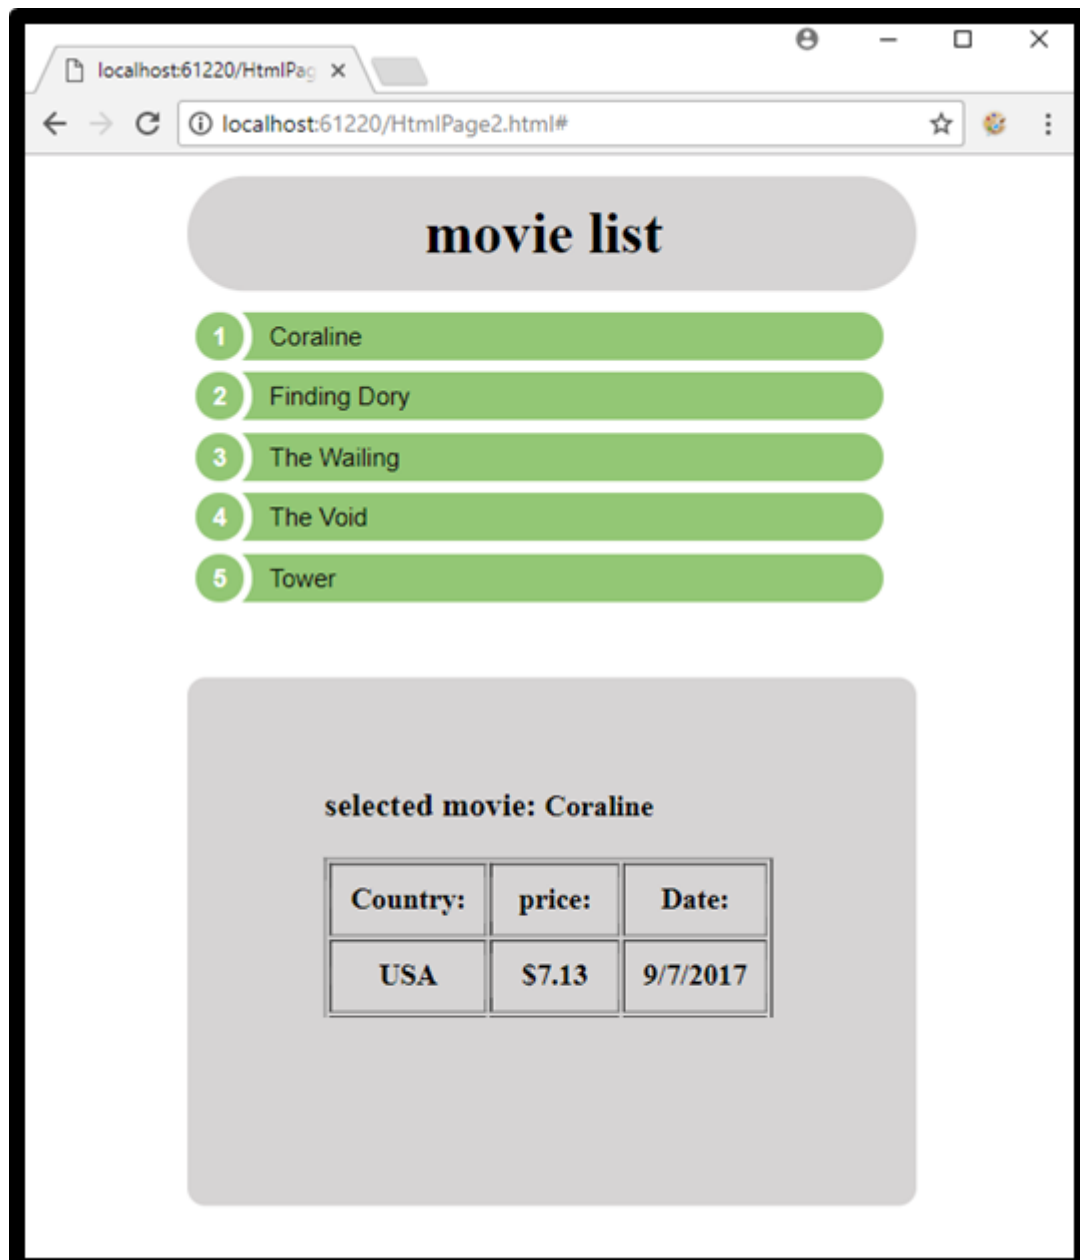 localhost:61220/HtmlPag
localhost:61220/HtmlPage2.html#
movie list
1 Coraline
2 Finding Dory
3 The Wailing
4 The Void
5 Tower
selected movie: Coraline
Country: price: Date:
USA $7.13 9/7/2017